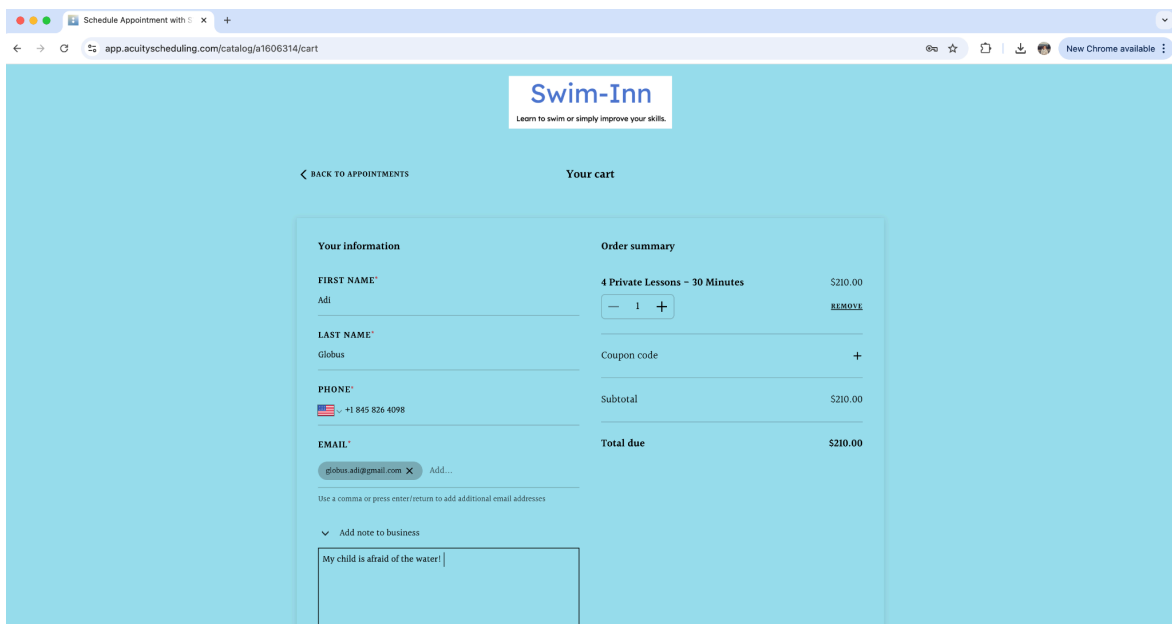 Schedule Appointment with S
app.acuityscheduling.com/catalog/a1606314/cart
New Chrome available
Swim-Inn
Learn to swim or simply improve your skills.
BACK TO APPOINTMENTS
Your cart
Your information
FIRST NAME*
Adi
LAST NAME*
Globus
PHONE*
+1 845 826 4098
EMAIL*
globus.adi@gmail.com
Add...
Use a comma or press enter/return to add additional email addresses
Add note to business
My child is afraid of the water!
Order summary
4 Private Lessons - 30 Minutes $210.00
1 REMOVE
Coupon code
Subtotal $210.00
Total due $210.00